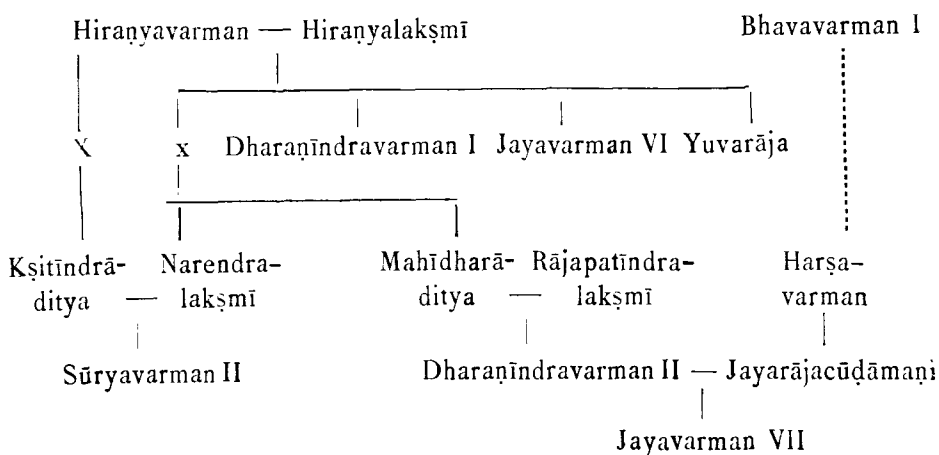 Hiraṇyavarman — Hiraṇyalakṣmī Bhavavarman I
X x Dharaṇīndravarman I Jayavarman VI Yuvarāja
Kṣitīndrā- Narendra- Mahīdharā- Rājapatīndra- Harṣa-
ditya — lakṣmī ditya — lakṣmī varman
Sūryavarman II Dharaṇīndravarman II — Jayarājacūḍāmaṇi
Jayavarman VII